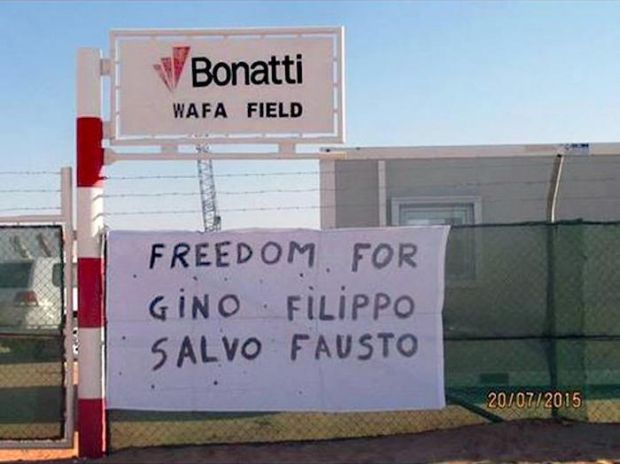 Bonatti
WAFA FIELD
FREEDOM FOR
GINO FILIPPO
SALVO FAUSTO
20/07/2015